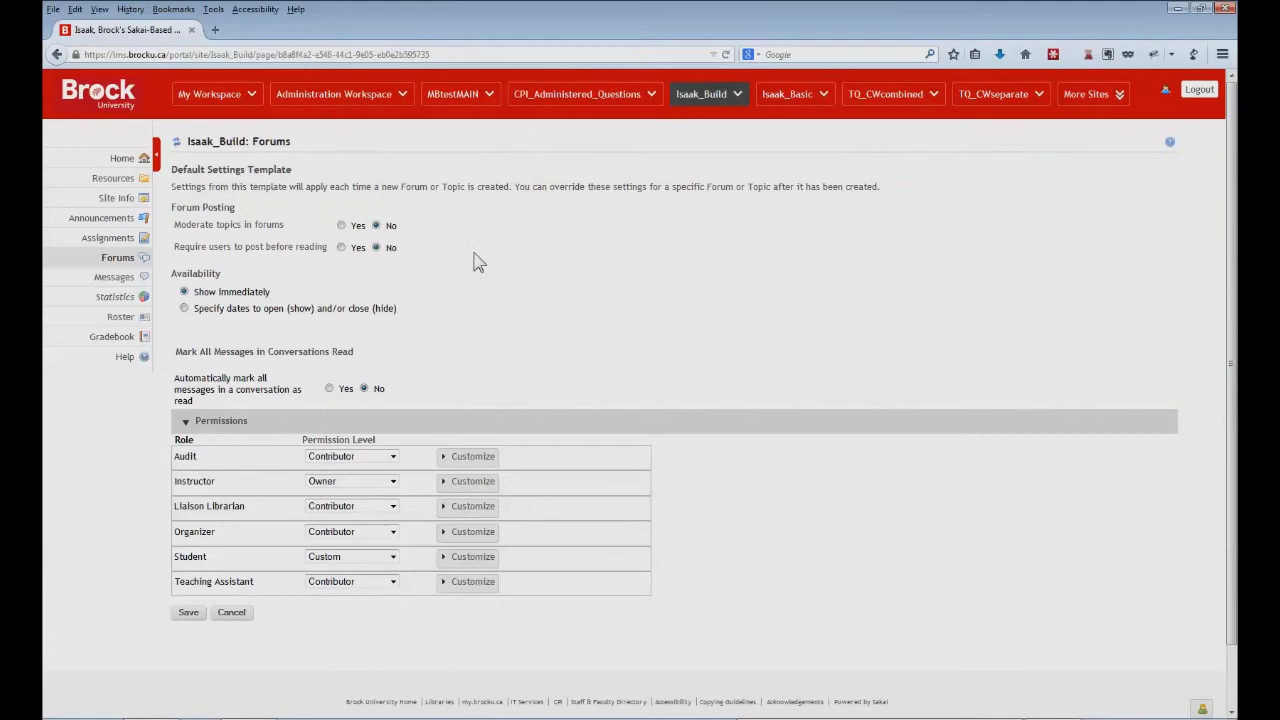 File Edit View History Bookmarks Tools Accessibility Help
Isaak, Brock's Sakai-Based ...
https://lms.brocku.ca/portal/site/Isaak_Build/page/b8a8f4a2-e546-44c1-9e05-eb0e2b595735
Google
Brock University
My Workspace
Administration Workspace
MBtestMAIN
CPI_Administered_Questions
Isaak_Build
Isaak_Basic
TQ_CWcombined
TQ_CWseparate
More Sites
Logout
Home
Resources
Site Info
Announcements
Assignments
Forums
Messages
Statistics
Roster
Gradebook
Help
Isaak_Build: Forums
Default Settings Template
Settings from this template will apply each time a new Forum or Topic is created. You can override these settings for a specific Forum or Topic after it has been created.
Forum Posting
Moderate topics in forums Yes No
Require users to post before reading Yes No
Availability
Show immediately
Specify dates to open (show) and/or close (hide)
Mark All Messages in Conversations Read
Automatically mark all
messages in a conversation as Yes No
read
Permissions
Role Permission Level
Audit Contributor Customize
Instructor Owner Customize
Liaison Librarian Contributor Customize
Organizer Contributor Customize
Student Custom Customize
Teaching Assistant Contributor Customize
Save Cancel
Brock University Home | Libraries | my.brocku.ca | IT Services | CPI | Staff & Faculty Directory | Accessibility | Copying Guidelines | Acknowledgements | Powered by Sakai